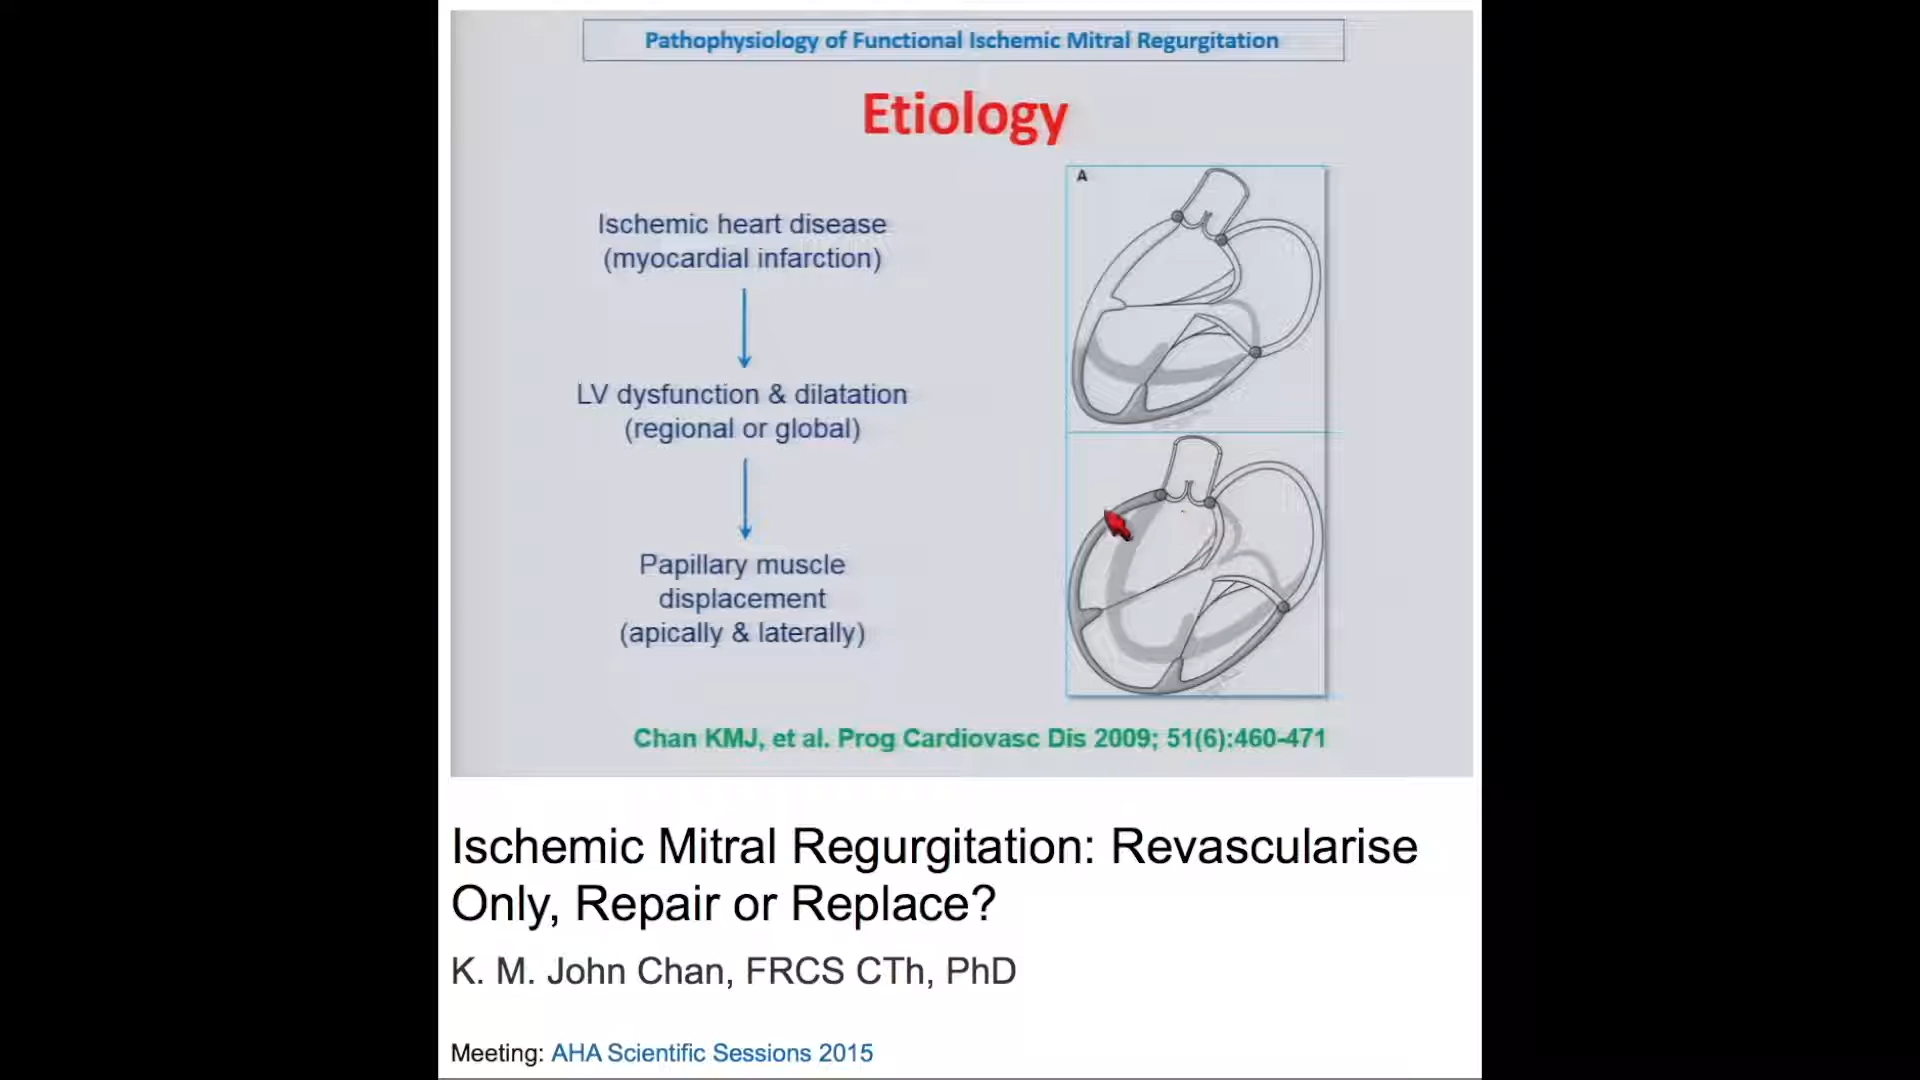 Pathophysiology of Functional Ischemic Mitral Regurgitation
Etiology
A
Ischemic heart disease
(myocardial infarction)
LV dysfunction & dilatation
(regional or global)
Papillary muscle
displacement
(apically & laterally)
Chan KMJ, et al. Prog Cardiovasc Dis 2009; 51(6):460-471
Ischemic Mitral Regurgitation: Revascularise
Only, Repair or Replace?
K. M. John Chan, FRCS CTh, PhD
Meeting: AHA Scientific Sessions 2015